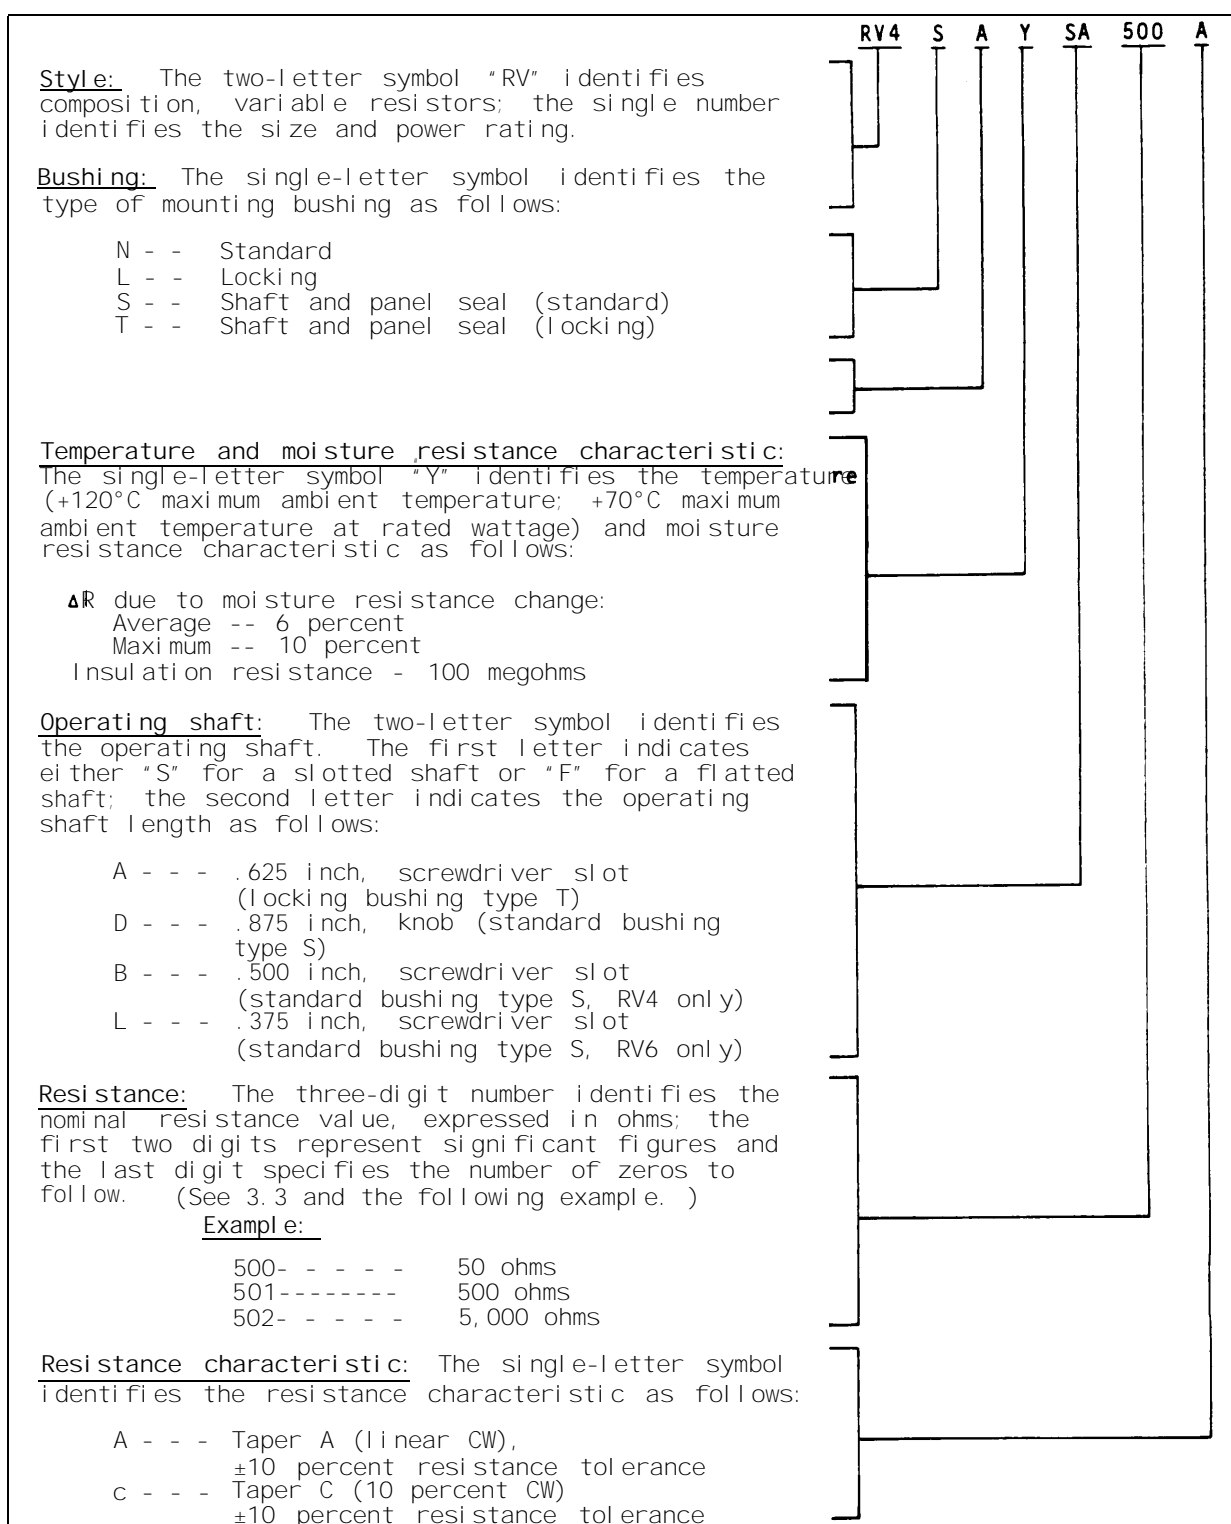 RV4 S A Y SA 500 A
Style: The two-letter symbol "RV" identifies
composition, variable resistors; the single number
identifies the size and power rating.
Bushing: The single-letter symbol identifies the
type of mounting bushing as follows:
N - - Standard
L - - Locking
S - - Shaft and panel seal (standard)
T - - Shaft and panel seal (locking)
Temperature and moisture resistance characteristic:
The single-letter symbol "Y" identifies the temperature
(+120°C maximum ambient temperature; +70°C maximum
ambient temperature at rated wattage) and moisture
resistance characteristic as follows:
ΔR due to moisture resistance change:
Average -- 6 percent
Maximum -- 10 percent
Insulation resistance - 100 megohms
Operating shaft: The two-letter symbol identifies
the operating shaft. The first letter indicates
either "S" for a slotted shaft or "F" for a flatted
shaft; the second letter indicates the operating
shaft length as follows:
A - - - .625 inch, screwdriver slot
(locking bushing type T)
D - - - .875 inch, knob (standard bushing
type S)
B - - - .500 inch, screwdriver slot
(standard bushing type S, RV4 only)
L - - - .375 inch, screwdriver slot
(standard bushing type S, RV6 only)
Resistance: The three-digit number identifies the
nominal resistance value, expressed in ohms; the
first two digits represent significant figures and
the last digit specifies the number of zeros to
follow. (See 3.3 and the following example. )
Example:
500- - - - - 50 ohms
501-------- 500 ohms
502- - - - - 5,000 ohms
Resistance characteristic: The single-letter symbol
identifies the resistance characteristic as follows:
A - - - Taper A (linear CW),
±10 percent resistance tolerance
c - - - Taper C (10 percent CW)
±10 percent resistance tolerance